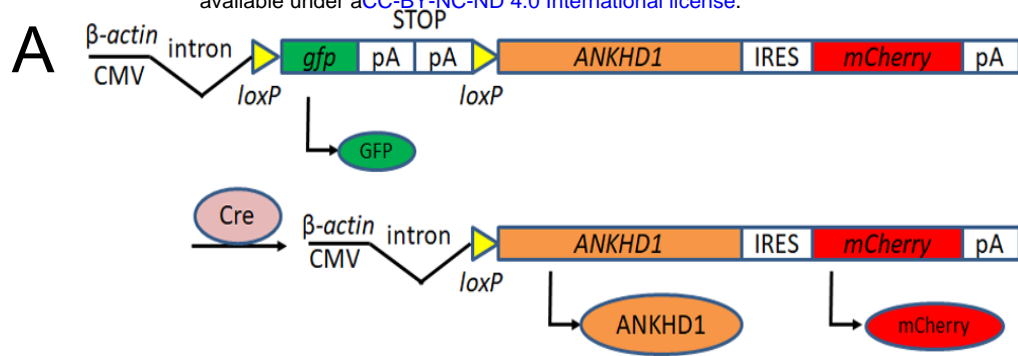 available under aCC-BY-NC-ND 4.0 International license.
A
STOP
β-actin intron gfp pA pA ANKHD1 IRES mCherry pA
CMV
loxP loxP
GFP
Cre
β-actin intron ANKHD1 IRES mCherry pA
CMV
loxP
ANKHD1 mCherry